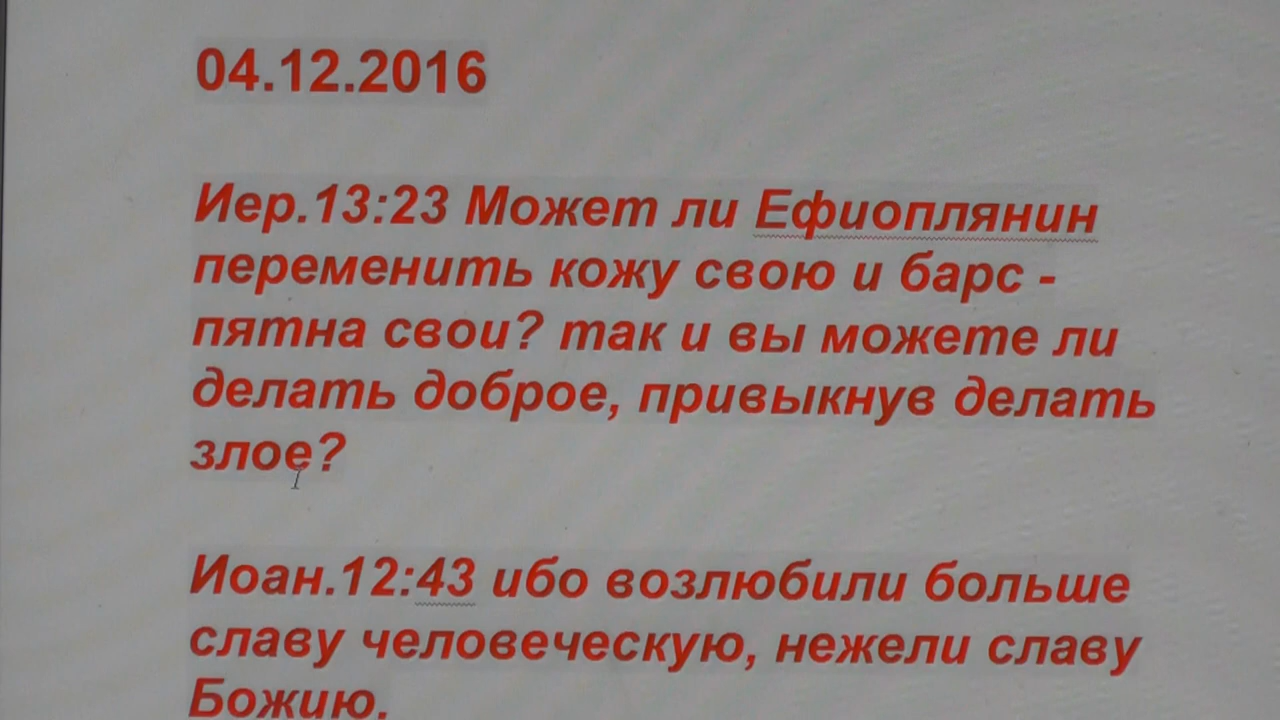 04.12.2016
Иер.13:23 Может ли Ефиоплянин
переменить кожу свою и барс -
пятна свои? так и вы можете ли
делать доброе, привыкнув делать
злое?
Иоан.12:43 ибо возлюбили больше
славу человеческую, нежели славу
Божию.